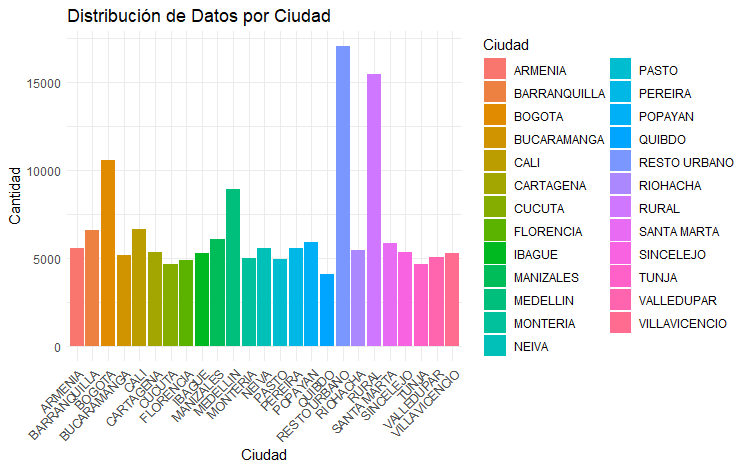 Distribución de Datos por Ciudad
Cantidad
15000
10000
5000
0
ARMENIA
BARRANQUILLA
BOGOTA
BUCARAMANGA
CALI
CARTAGENA
CUCUTA
FLORENCIA
IBAGUE
MANIZALES
MEDELLIN
MONTERIA
NEIVA
PASTO
PEREIRA
POPAYAN
QUIBDO
RESTO URBANO
RIOHACHA
RURAL
SANTA MARTA
SINCELEJO
TUNJA
VALLEDUPAR
VILLAVICENCIO
Ciudad
Ciudad
ARMENIA
BARRANQUILLA
BOGOTA
BUCARAMANGA
CALI
CARTAGENA
CUCUTA
FLORENCIA
IBAGUE
MANIZALES
MEDELLIN
MONTERIA
NEIVA
PASTO
PEREIRA
POPAYAN
QUIBDO
RESTO URBANO
RIOHACHA
RURAL
SANTA MARTA
SINCELEJO
TUNJA
VALLEDUPAR
VILLAVICENCIO